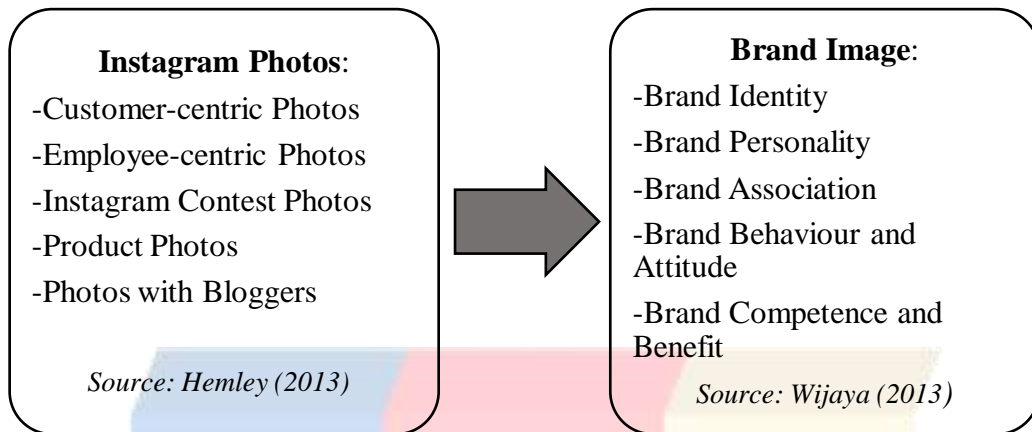 Instagram Photos:
-Customer-centric Photos
-Employee-centric Photos
-Instagram Contest Photos
-Product Photos
-Photos with Bloggers
Source: Hemley (2013)
Brand Image:
-Brand Identity
-Brand Personality
-Brand Association
-Brand Behaviour and
Attitude
-Brand Competence and
Benefit
Source: Wijaya (2013)